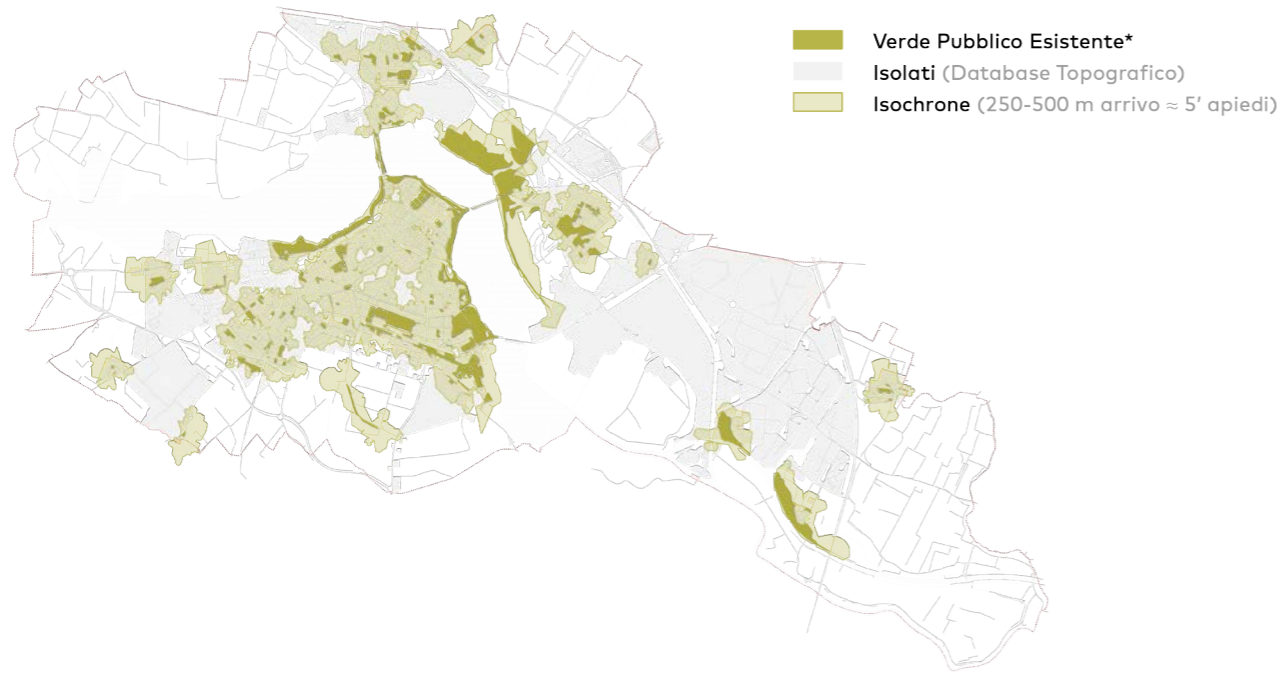 Verde Pubblico Esistente*
Isolati (Database Topografico)
Isochrone (250-500 m arrivo ≈ 5' apiedi)